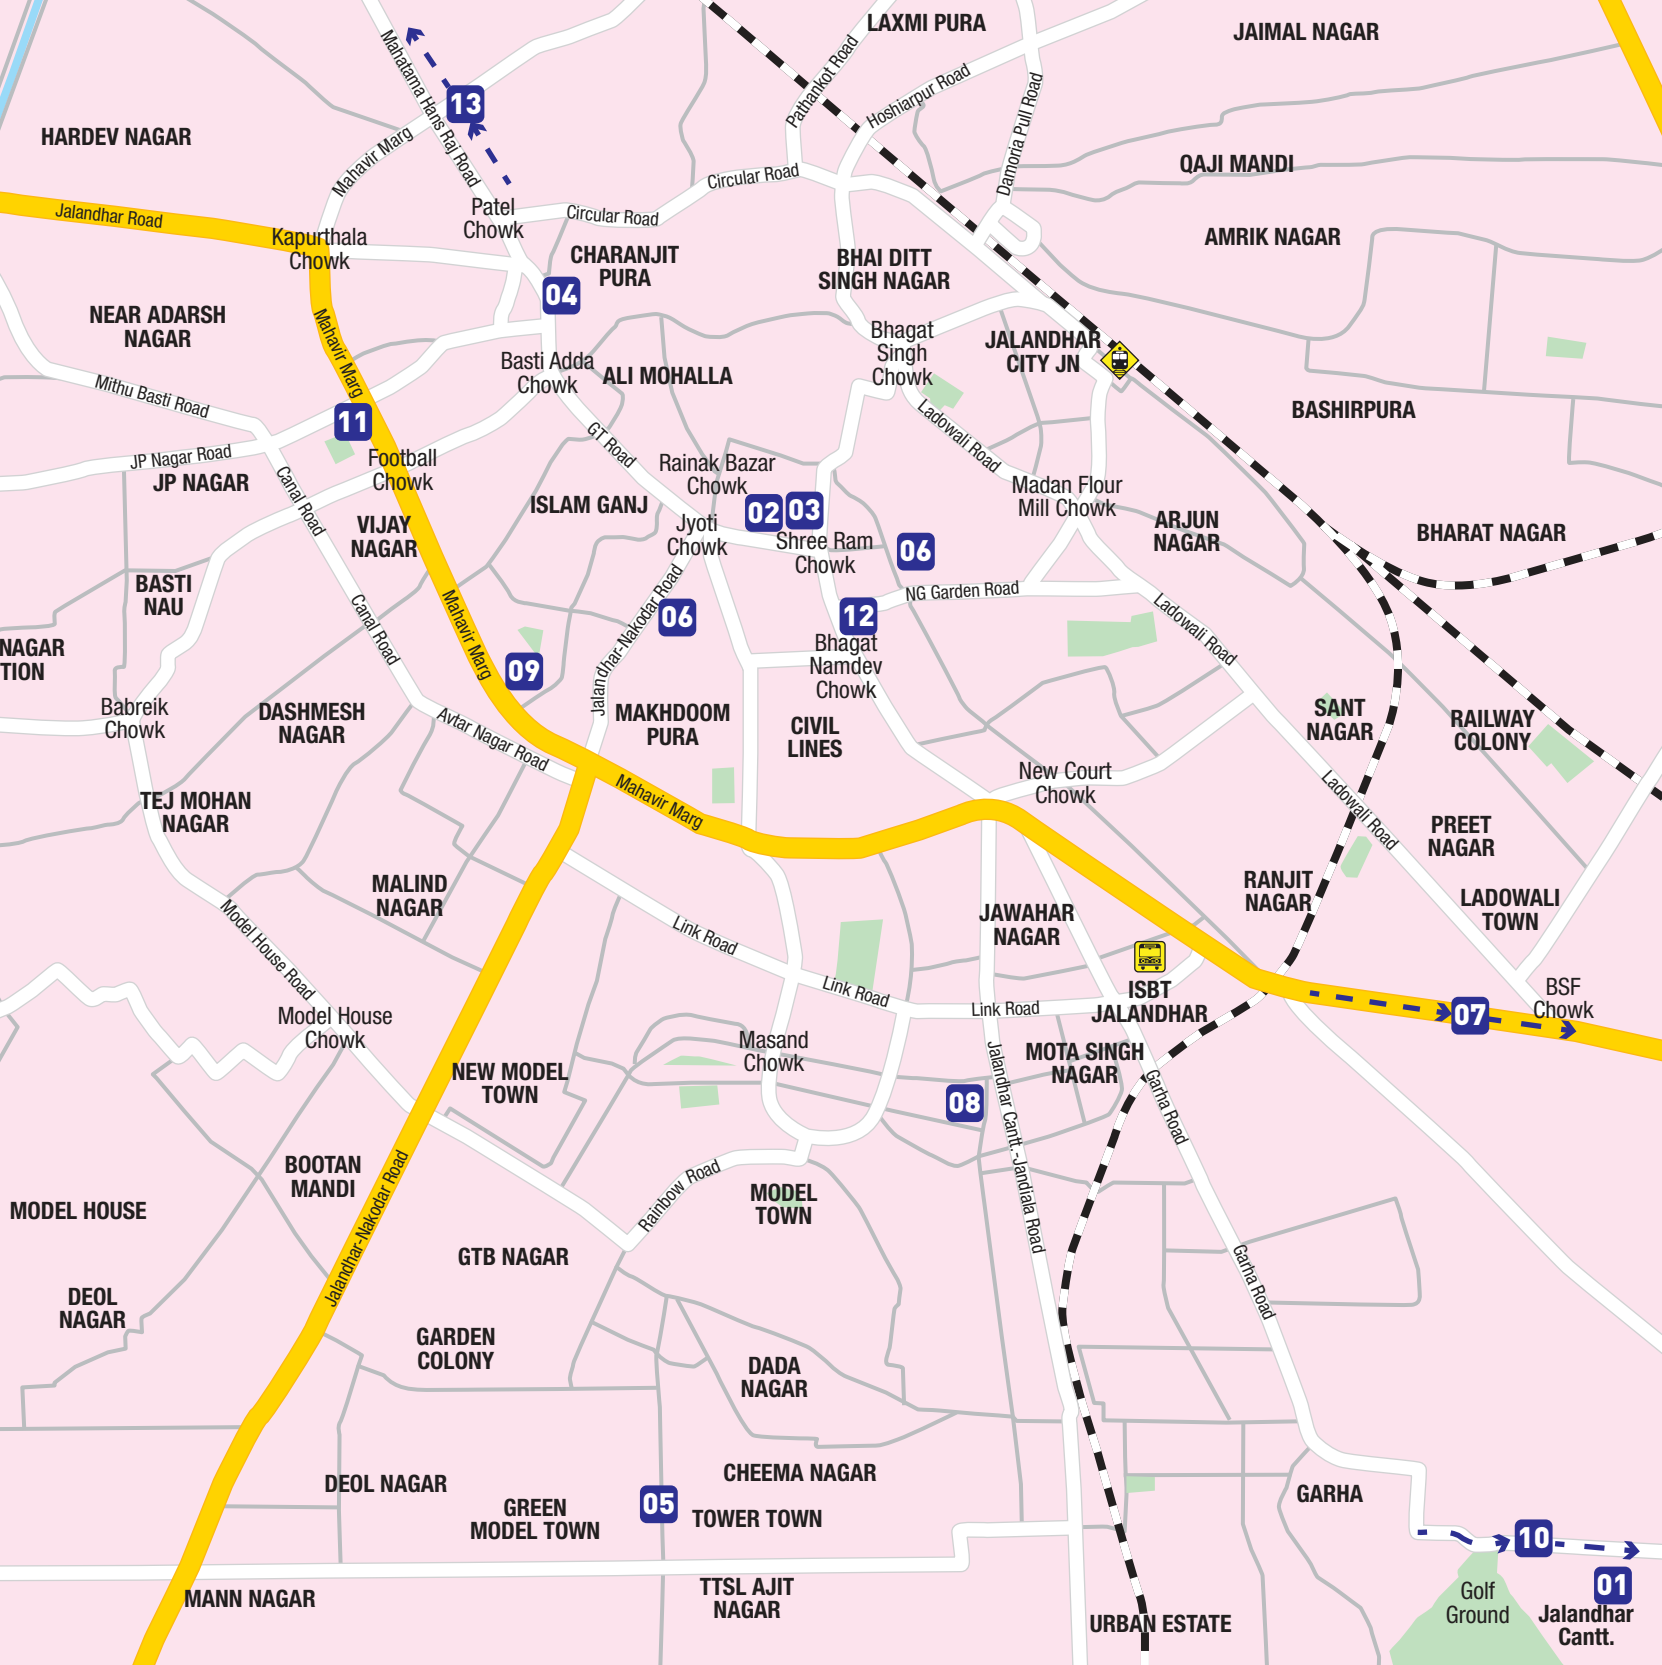 LAXMI PURA
JAIMAL NAGAR
Mahatama Hans Raj Road
Pathankot Road
Hoshiarpur Road
Damoria Pull Road
13
HARDEV NAGAR
Mahavir Marg
QAJI MANDI
Circular Road
Jalandhar Road
Patel
Chowk
Circular Road
Kapurthala
Chowk
AMRIK NAGAR
CHARANJIT
PURA
BHAI DITT
SINGH NAGAR
04
NEAR ADARSH
NAGAR
Mahavir Marg
Bhagat
Singh
Chowk
JALANDHAR
CITY JN
Basti Adda
Chowk
ALI MOHALLA
Mithu Basti Road
11
BASHIRPURA
Ladowali Road
GT Road
JP Nagar Road
JP NAGAR
Football
Chowk
Rainak Bazar
Chowk
Canal Road
Madan Flour
Mill Chowk
ISLAM GANJ
02
03
VIJAY
NAGAR
Jyoti
Chowk
Shree Ram
Chowk
06
ARJUN
NAGAR
BHARAT NAGAR
BASTI
NAU
NG Garden Road
Mahavir Marg
Canal Road
Jalandhar-Nakodar Road
06
12
Ladowali Road
NAGAR
TION
Bhagat
Namdev
Chowk
09
Babreik
Chowk
DASHMESH
NAGAR
Avtar Nagar Road
MAKHDOOM
PURA
CIVIL
LINES
SANT
NAGAR
RAILWAY
COLONY
New Court
Chowk
TEJ MOHAN
NAGAR
Mahavir Marg
Ladowali Road
PREET
NAGAR
MALIND
NAGAR
RANJIT
NAGAR
LADOWALI
TOWN
JAWAHAR
NAGAR
Model House Road
Link Road
Link Road
Link Road
ISBT
JALANDHAR
BSF
Chowk
07
Model House
Chowk
Masand
Chowk
MOTA SINGH
NAGAR
NEW MODEL
TOWN
08
Jalandhar Cantt.-Jandiala Road
Garha Road
BOOTAN
MANDI
Jalandhar-Nakodar Road
Rainbow Road
MODEL HOUSE
MODEL
TOWN
GTB NAGAR
Garha Road
DEOL
NAGAR
GARDEN
COLONY
DADA
NAGAR
DEOL NAGAR
CHEEMA NAGAR
GREEN
MODEL TOWN
05
TOWER TOWN
GARHA
10
MANN NAGAR
TTSL AJIT
NAGAR
URBAN ESTATE
Golf
Ground
01
Jalandhar
Cantt.